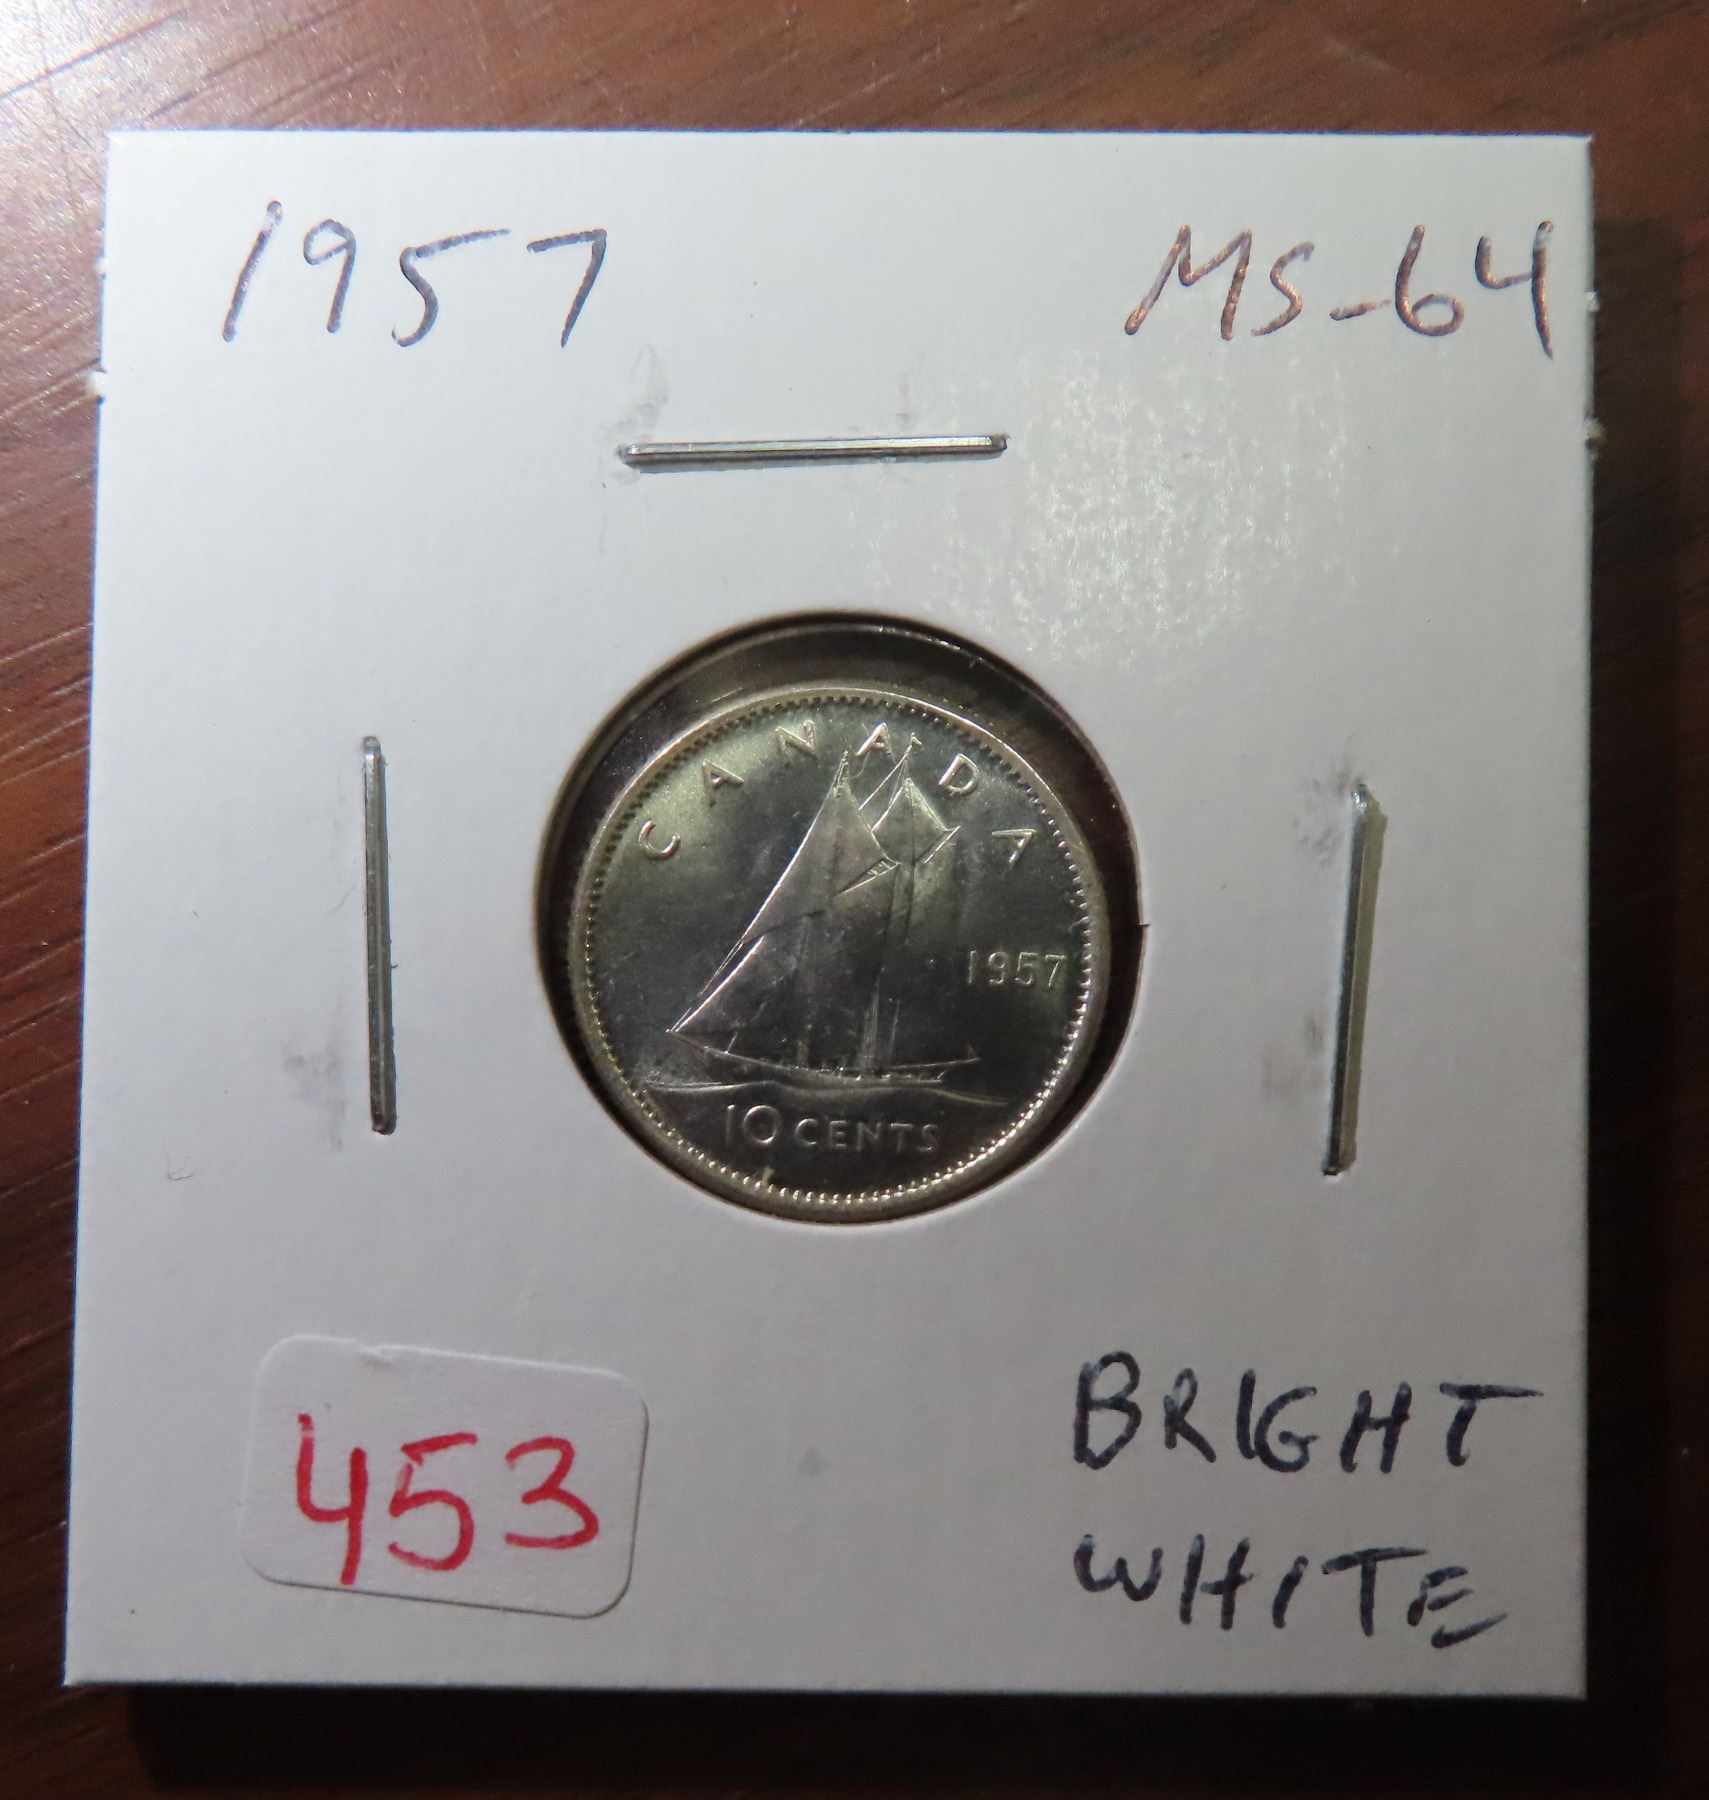 1957 MS-64
CANADA
1957
10 CENTS
453
BRIGHT
WHITE